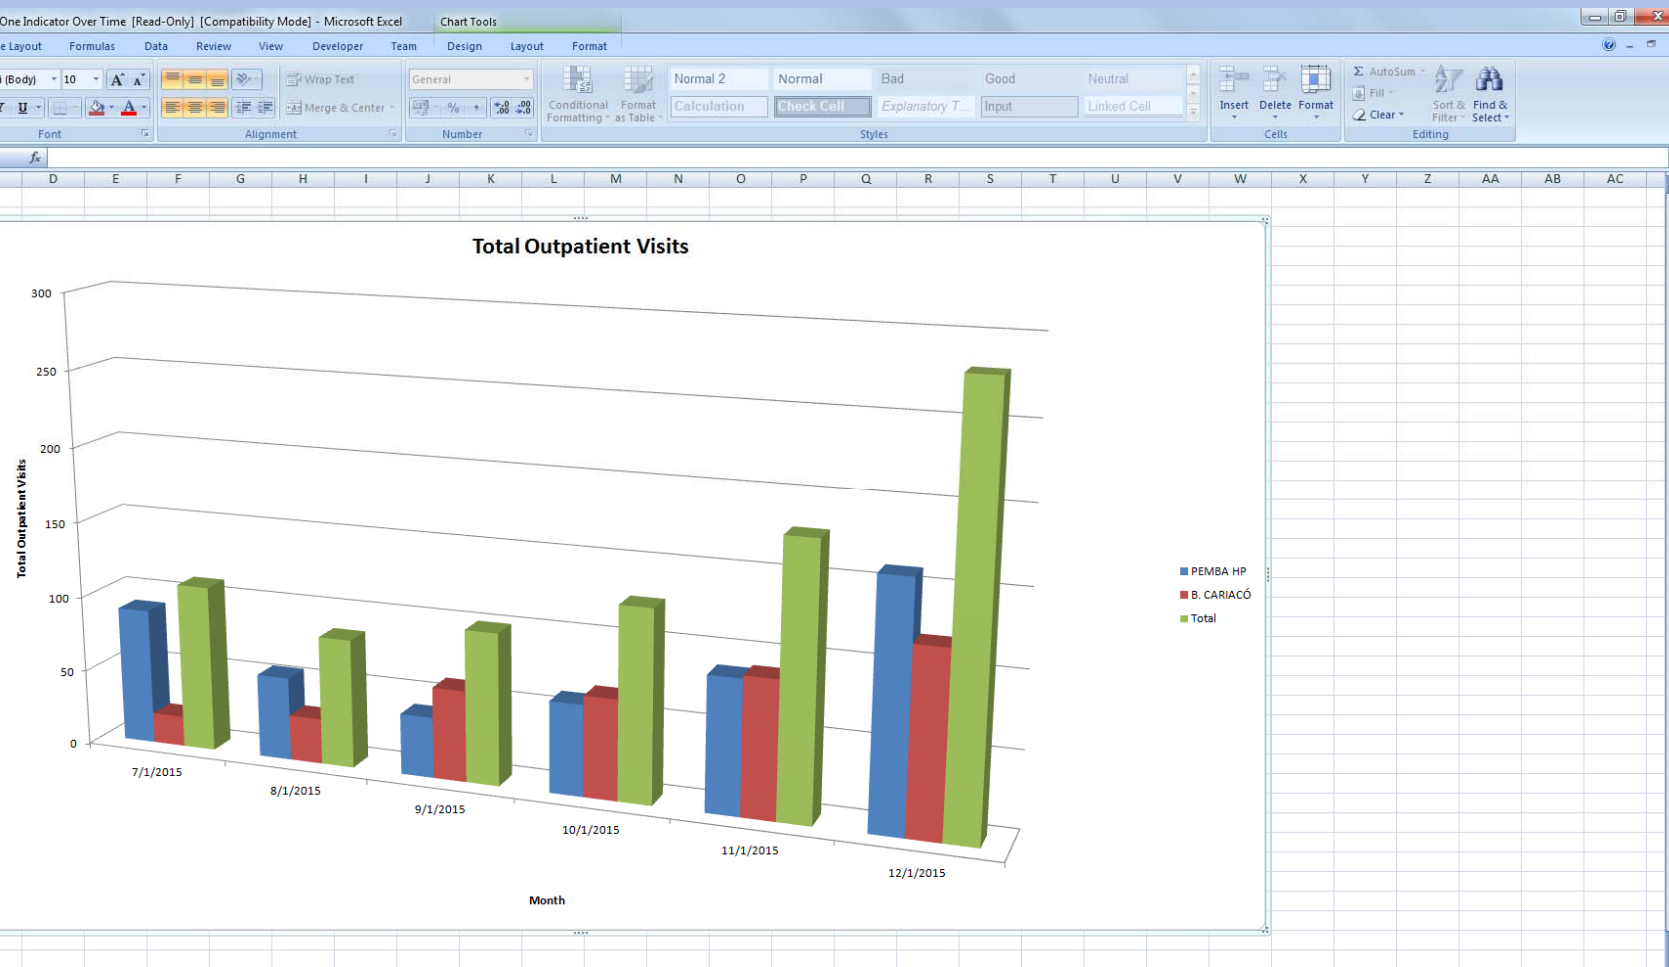 One Indicator Over Time [Read-Only] [Compatibility Mode] - Microsoft Excel
Chart Tools
e Layout Formulas Data Review View Developer Team Design Layout Format
(Body) 10 A A Wrap Text General Normal 2 Normal Bad Good Neutral Σ AutoSum
Fill
U A Merge & Center % , .00 Conditional Formatting Format as Table Calculation Check Cell Explanatory T... Input Linked Cell Insert Delete Format Clear Sort & Filter Find & Select
Font Alignment Number Styles Cells Editing
fx
D E F G H I J K L M N O P Q R S T U V W X Y Z AA AB AC
Total Outpatient Visits
300
250
200
150
100
50
0
Total Outpatient Visits
7/1/2015
8/1/2015
9/1/2015
10/1/2015
11/1/2015
12/1/2015
Month
PEMBA HP
B. CARIACÓ
Total